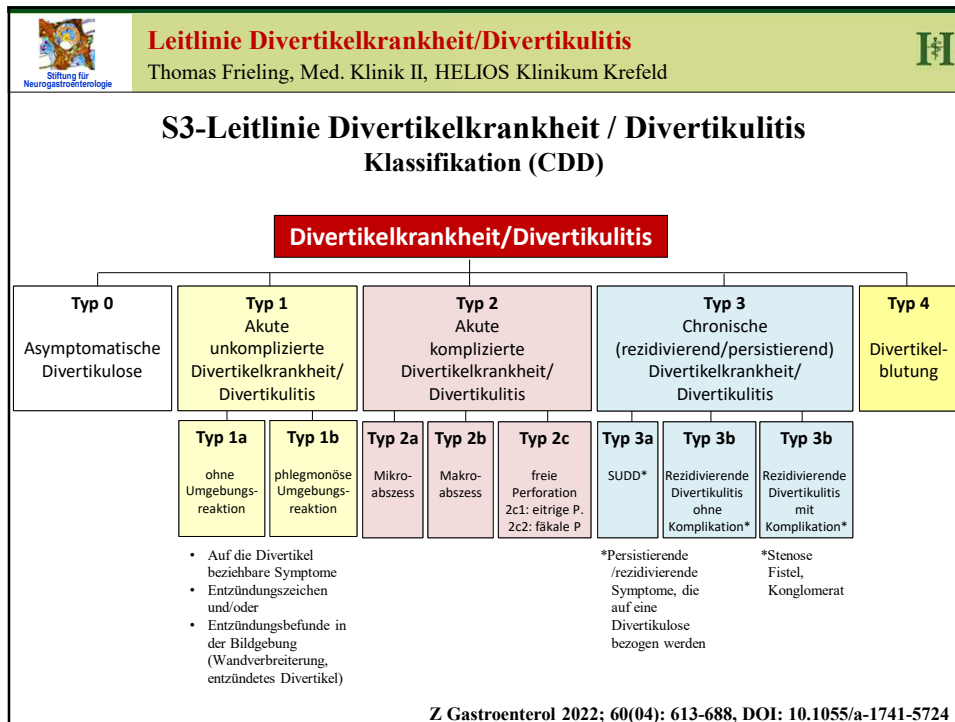 Stiftung für
Neurogastroenterologie
Leitlinie Divertikelkrankheit/Divertikulitis
Thomas Frieling, Med. Klinik II, HELIOS Klinikum Krefeld
H
S3-Leitlinie Divertikelkrankheit / Divertikulitis
Klassifikation (CDD)
Divertikelkrankheit/Divertikulitis
Typ 0
Asymptomatische
Divertikulose
Typ 1
Akute
unkomplizierte
Divertikelkrankheit/
Divertikulitis
Typ 2
Akute
komplizierte
Divertikelkrankheit/
Divertikulitis
Typ 3
Chronische
(rezidivierend/persistierend)
Divertikelkrankheit/
Divertikulitis
Typ 4
Divertikel-
blutung
Typ 1a
ohne
Umgebungs-
reaktion
Typ 1b
phlegmonöse
Umgebungs-
reaktion
Typ 2a
Mikro-
abszess
Typ 2b
Makro-
abszess
Typ 2c
freie
Perforation
2c1: eitrige P.
2c2: fäkale P
Typ 3a
SUDD*
Typ 3b
Rezidivierende
Divertikulitis
ohne
Komplikation*
Typ 3b
Rezidivierende
Divertikulitis
mit
Komplikation*
• Auf die Divertikel
beziehbare Symptome
• Entzündungszeichen
und/oder
• Entzündungsbefunde in
der Bildgebung
(Wandverbreiterung,
entzündetes Divertikel)
*Persistierende
/rezidivierende
Symptome, die
auf eine
Divertikulose
bezogen werden
*Stenose
Fistel,
Konglomerat
Z Gastroenterol 2022; 60(04): 613-688, DOI: 10.1055/a-1741-5724